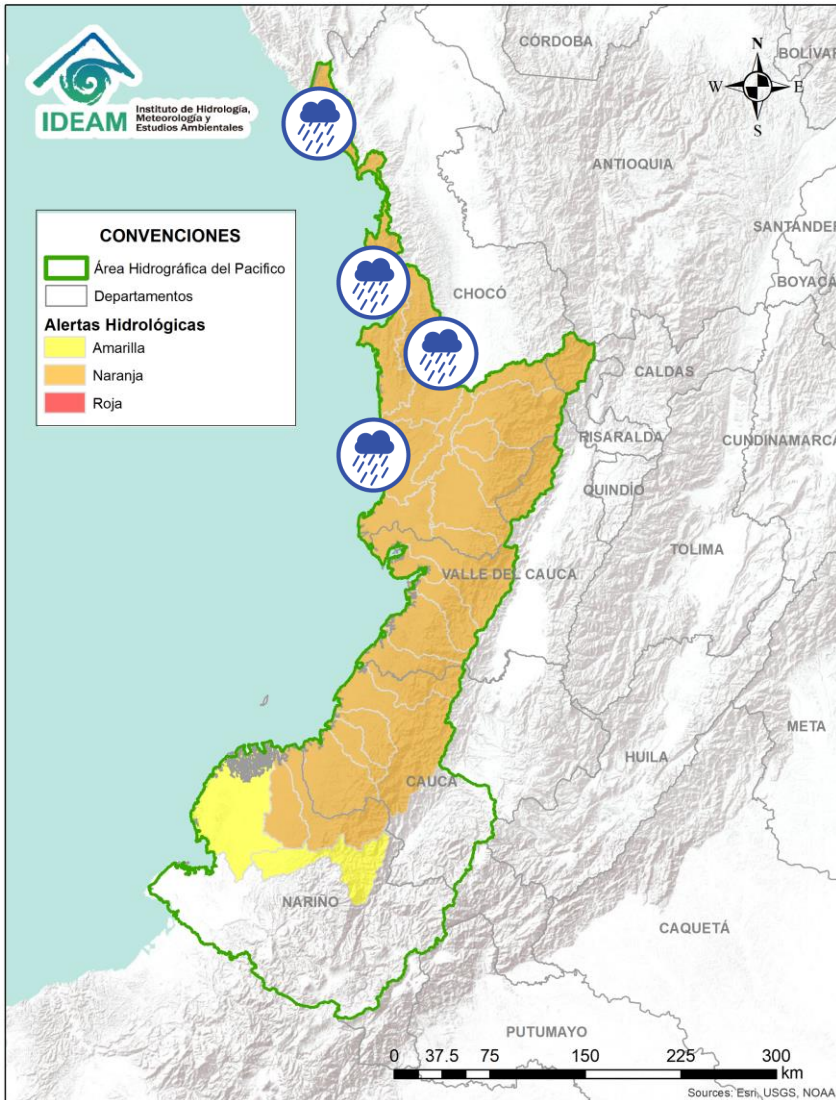 IDEAM
Instituto de Hidrología,
Meteorología y
Estudios Ambientales
CÓRDOBA
BOLÍVAR
N
W
E
S
ANTIOQUIA
SANTANDER
BOYACÁ
CONVENCIONES
Área Hidrográfica del Pacifico
Departamentos
Alertas Hidrológicas
Amarilla
Naranja
Roja
CHOCÓ
CALDAS
RISARALDA
CUNDINAMARCA
QUINDÍO
TOLIMA
VALLE DEL CAUCA
META
HUILA
CAUCA
NARIÑO
CAQUETÁ
PUTUMAYO
0 37.5 75 150 225 300
km
Sources: Esri, USGS, NOAA